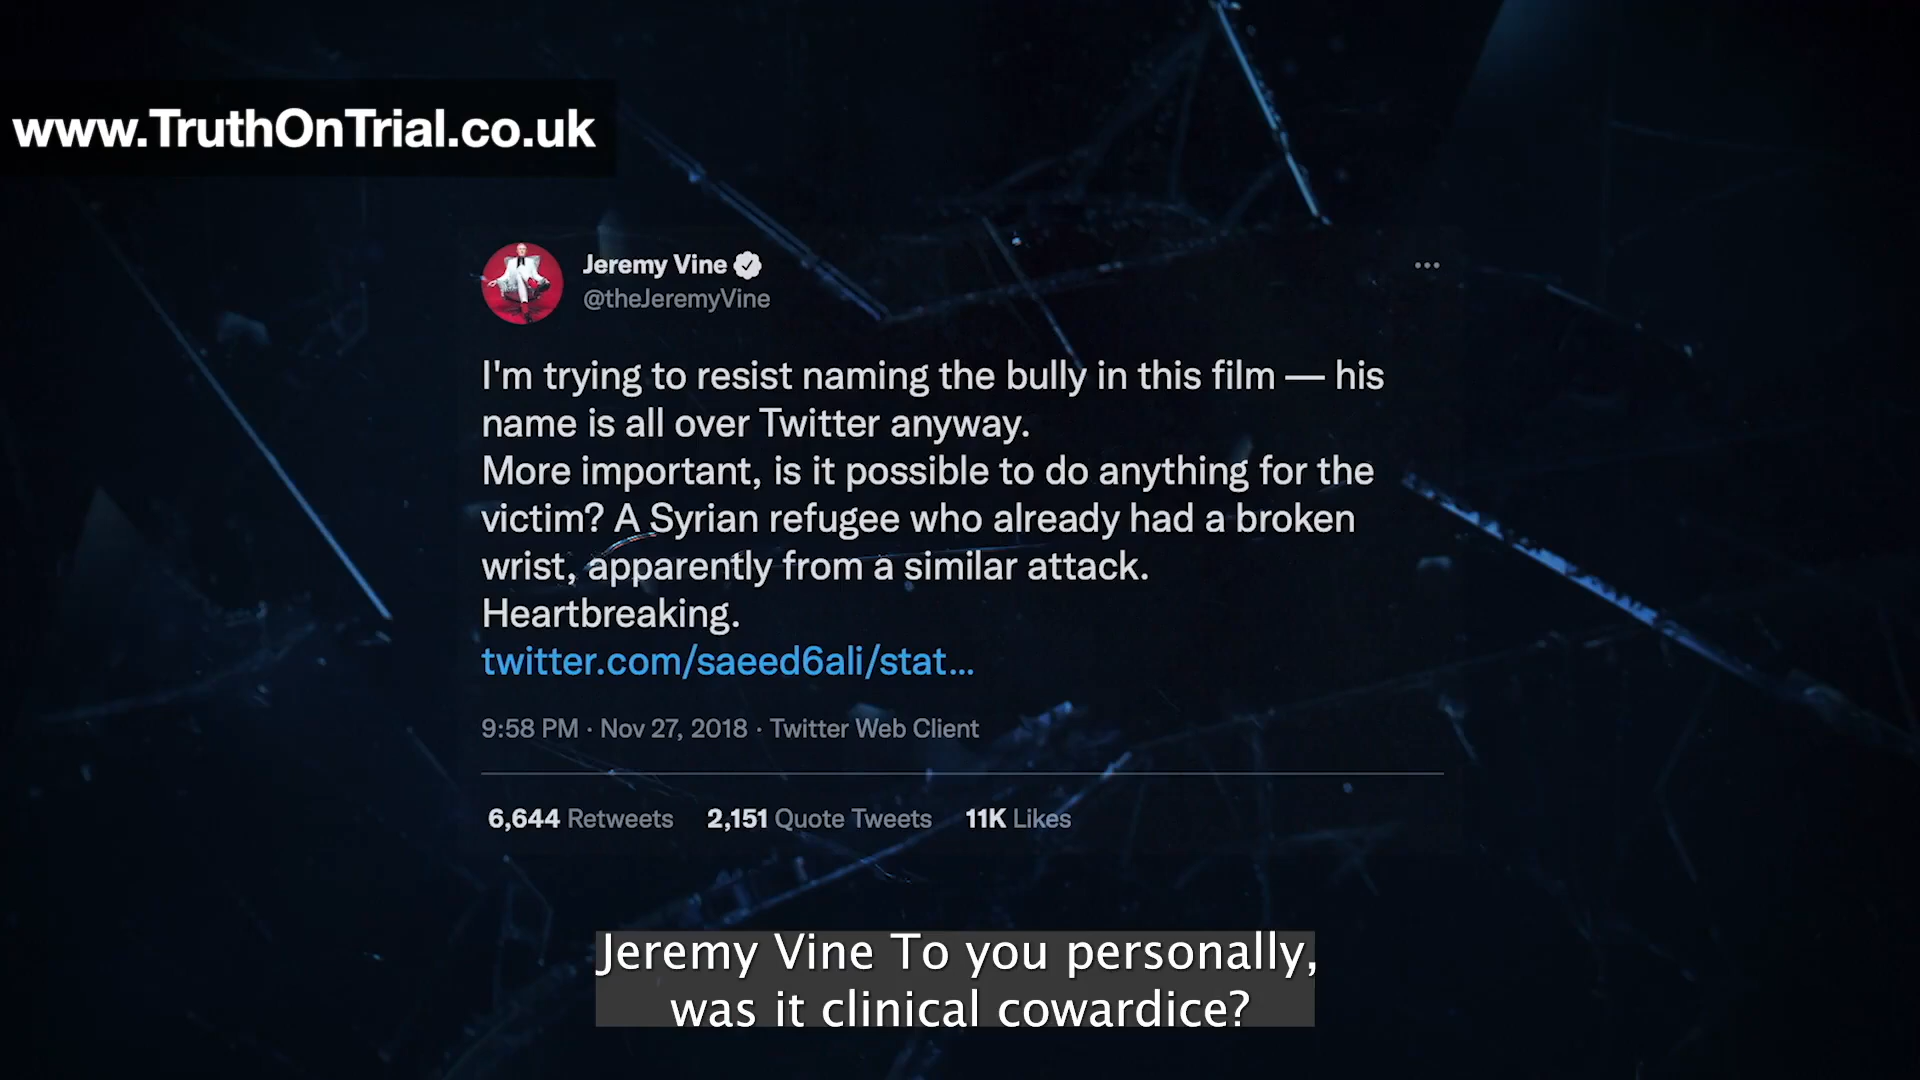 www.TruthOnTrial.co.uk
Jeremy Vine
@theJeremyVine
I'm trying to resist naming the bully in this film — his
name is all over Twitter anyway.
More important, is it possible to do anything for the
victim? A Syrian refugee who already had a broken
wrist, apparently from a similar attack.
Heartbreaking.
twitter.com/saeed6ali/stat...
9:58 PM · Nov 27, 2018 · Twitter Web Client
6,644 Retweets 2,151 Quote Tweets 11K Likes
Jeremy Vine To you personally,
was it clinical cowardice?